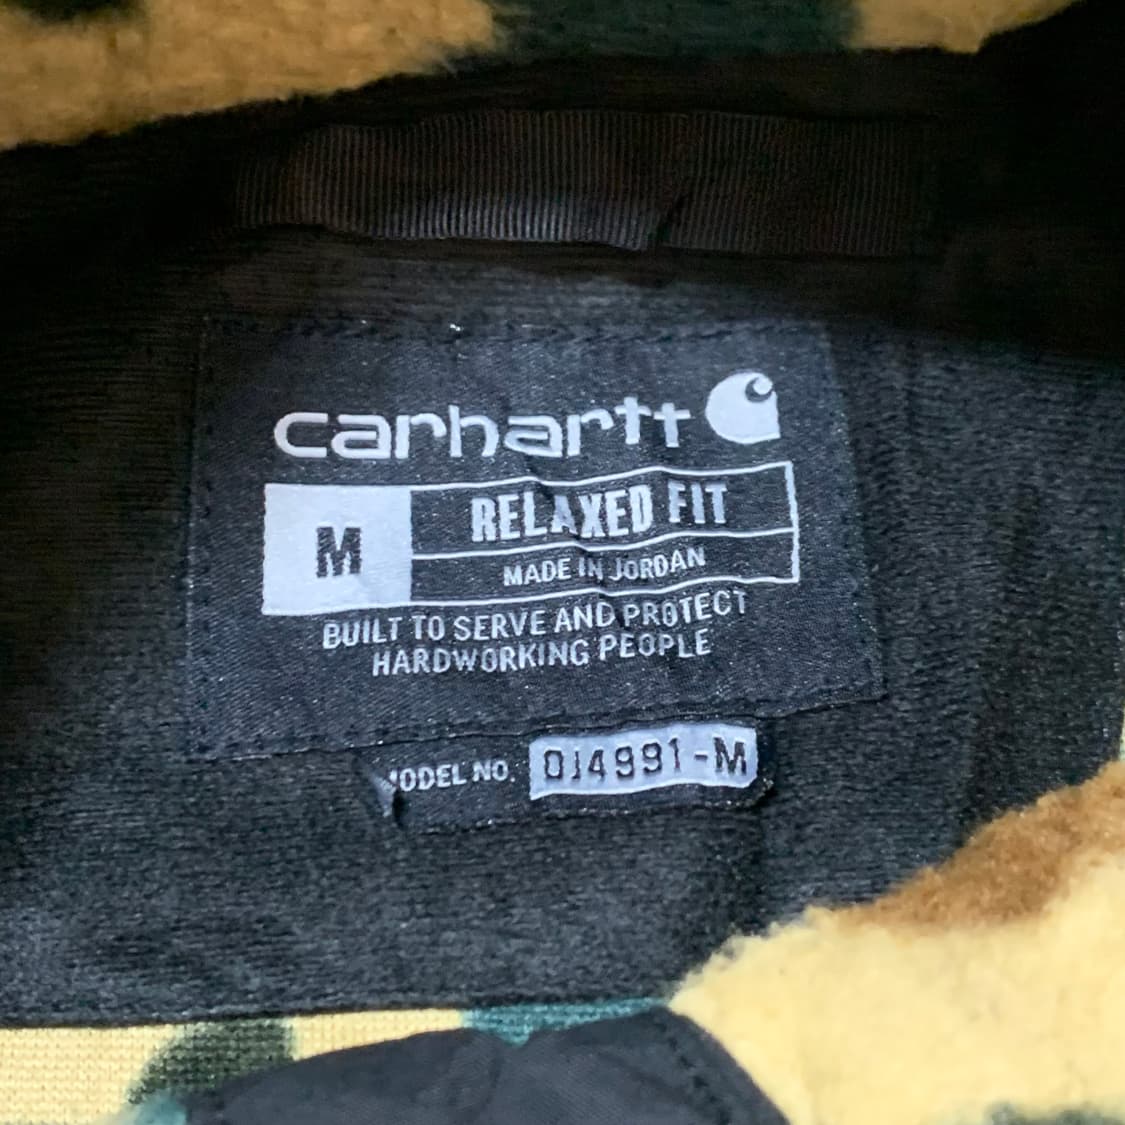 carhartt
M
RELAXED FIT
MADE IN JORDAN
BUILT TO SERVE AND PROTECT
HARDWORKING PEOPLE
MODEL NO. OJ4991-M